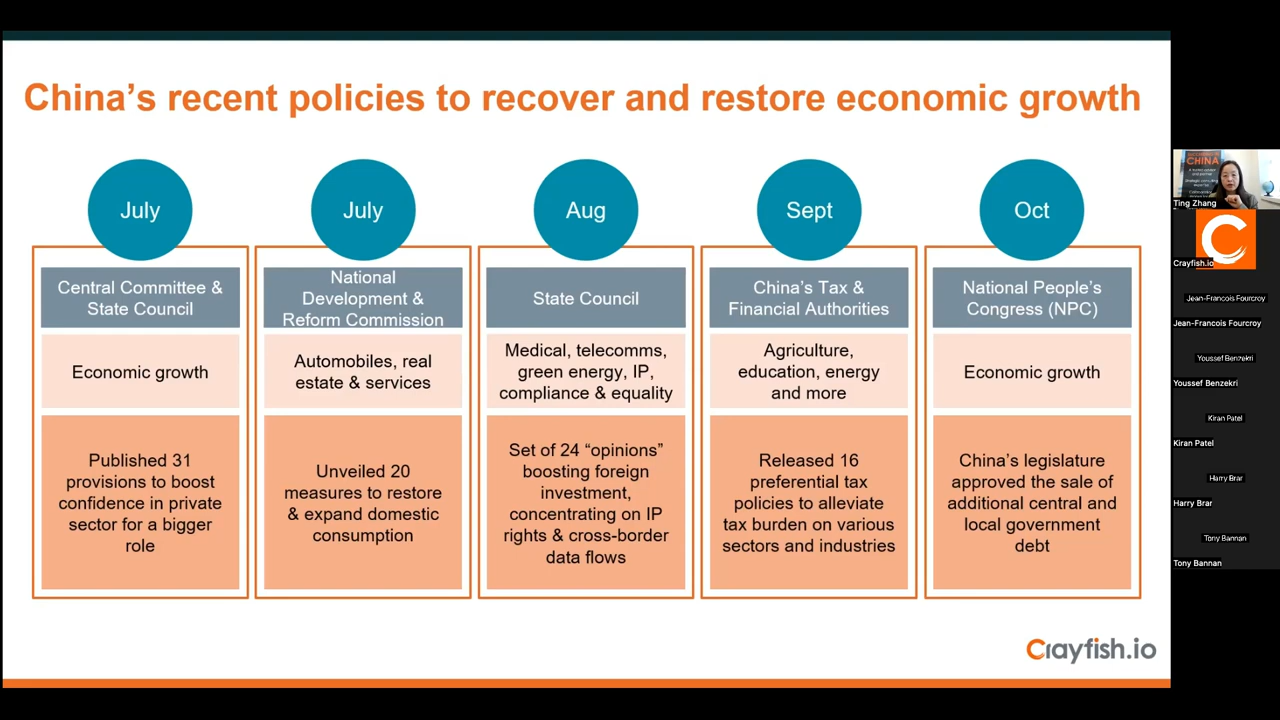 China's recent policies to recover and restore economic growth
July
Central Committee &
State Council
Economic growth
Published 31
provisions to boost
confidence in private
sector for a bigger
role
July
National
Development &
Reform Commission
Automobiles, real
estate & services
Unveiled 20
measures to restore
& expand domestic
consumption
Aug
State Council
Medical, telecomms,
green energy, IP,
compliance & equality
Set of 24 “opinions”
boosting foreign
investment,
concentrating on IP
rights & cross-border
data flows
Sept
China's Tax &
Financial Authorities
Agriculture,
education, energy
and more
Released 16
preferential tax
policies to alleviate
tax burden on various
sectors and industries
Oct
National People's
Congress (NPC)
Economic growth
China's legislature
approved the sale of
additional central and
local government
debt
Crayfish.io
CHINA
Ting Zhang
Crayfish.io
Jean-Francois Fourcroy
Jean-Francois Fourcroy
Youssef Benzekri
Youssef Benzekri
Kiran Patel
Kiran Patel
Harry Brar
Harry Brar
Tony Bannan
Tony Bannan